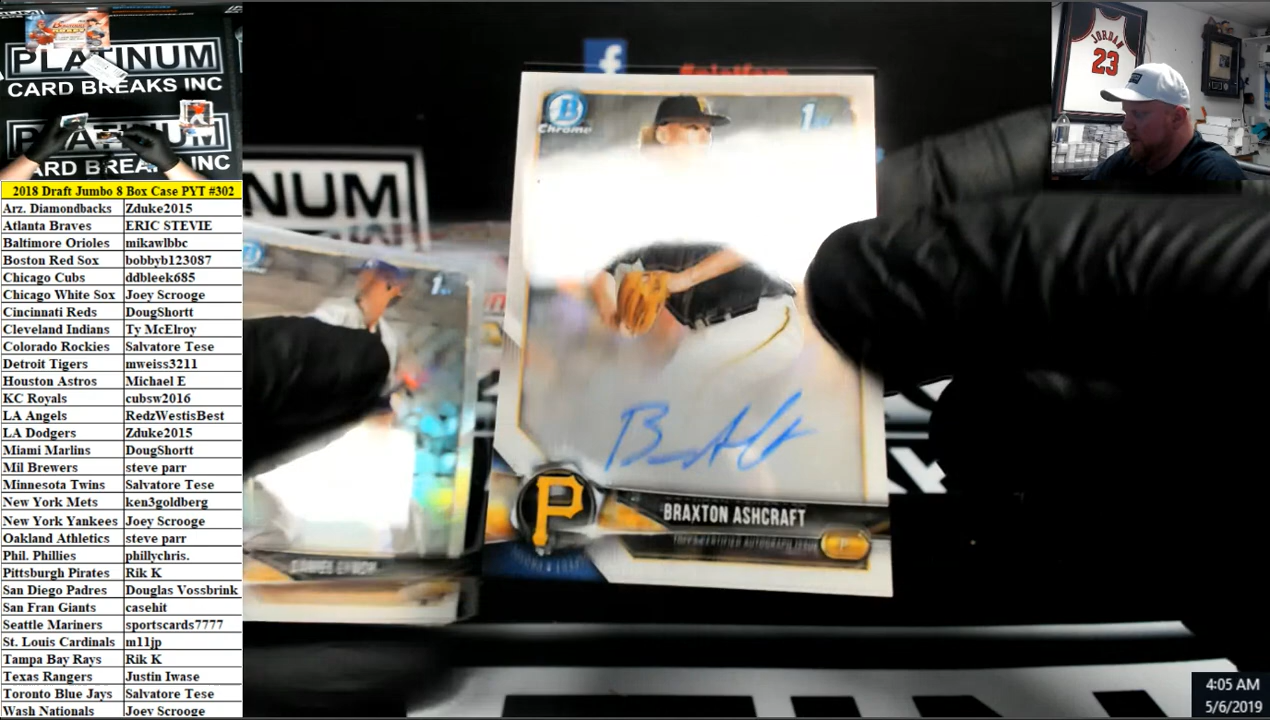 PLATINUM
CARD BREAKS INC
PLATINUM
CARD BREAKS INC
2018 Draft Jumbo 8 Box Case PYT #302
Arz. Diamondbacks Zduke2015
Atlanta Braves ERIC STEVIE
Baltimore Orioles mikawlbbc
Boston Red Sox bobbyb123087
Chicago Cubs ddbleek685
Chicago White Sox Joey Scrooge
Cincinnati Reds DougShortt
Cleveland Indians Ty McElroy
Colorado Rockies Salvatore Tese
Detroit Tigers mweiss3211
Houston Astros Michael E
KC Royals cubsw2016
LA Angels RedzWestisBest
LA Dodgers Zduke2015
Miami Marlins DougShortt
Mil Brewers steve parr
Minnesota Twins Salvatore Tese
New York Mets ken3goldberg
New York Yankees Joey Scrooge
Oakland Athletics steve parr
Phil. Phillies phillychris.
Pittsburgh Pirates Rik K
San Diego Padres Douglas Vossbrink
San Fran Giants casehit
Seattle Mariners sportscards7777
St. Louis Cardinals m11jp
Tampa Bay Rays Rik K
Texas Rangers Justin Iwase
Toronto Blue Jays Salvatore Tese
Wash Nationals Joey Scrooge
f
NUM
B
Chrome
1st
P
BRAXTON ASHCRAFT
TOPPS CERTIFIED AUTOGRAPH ISSUE
P
JORDAN
23
4:05 AM
5/6/2019